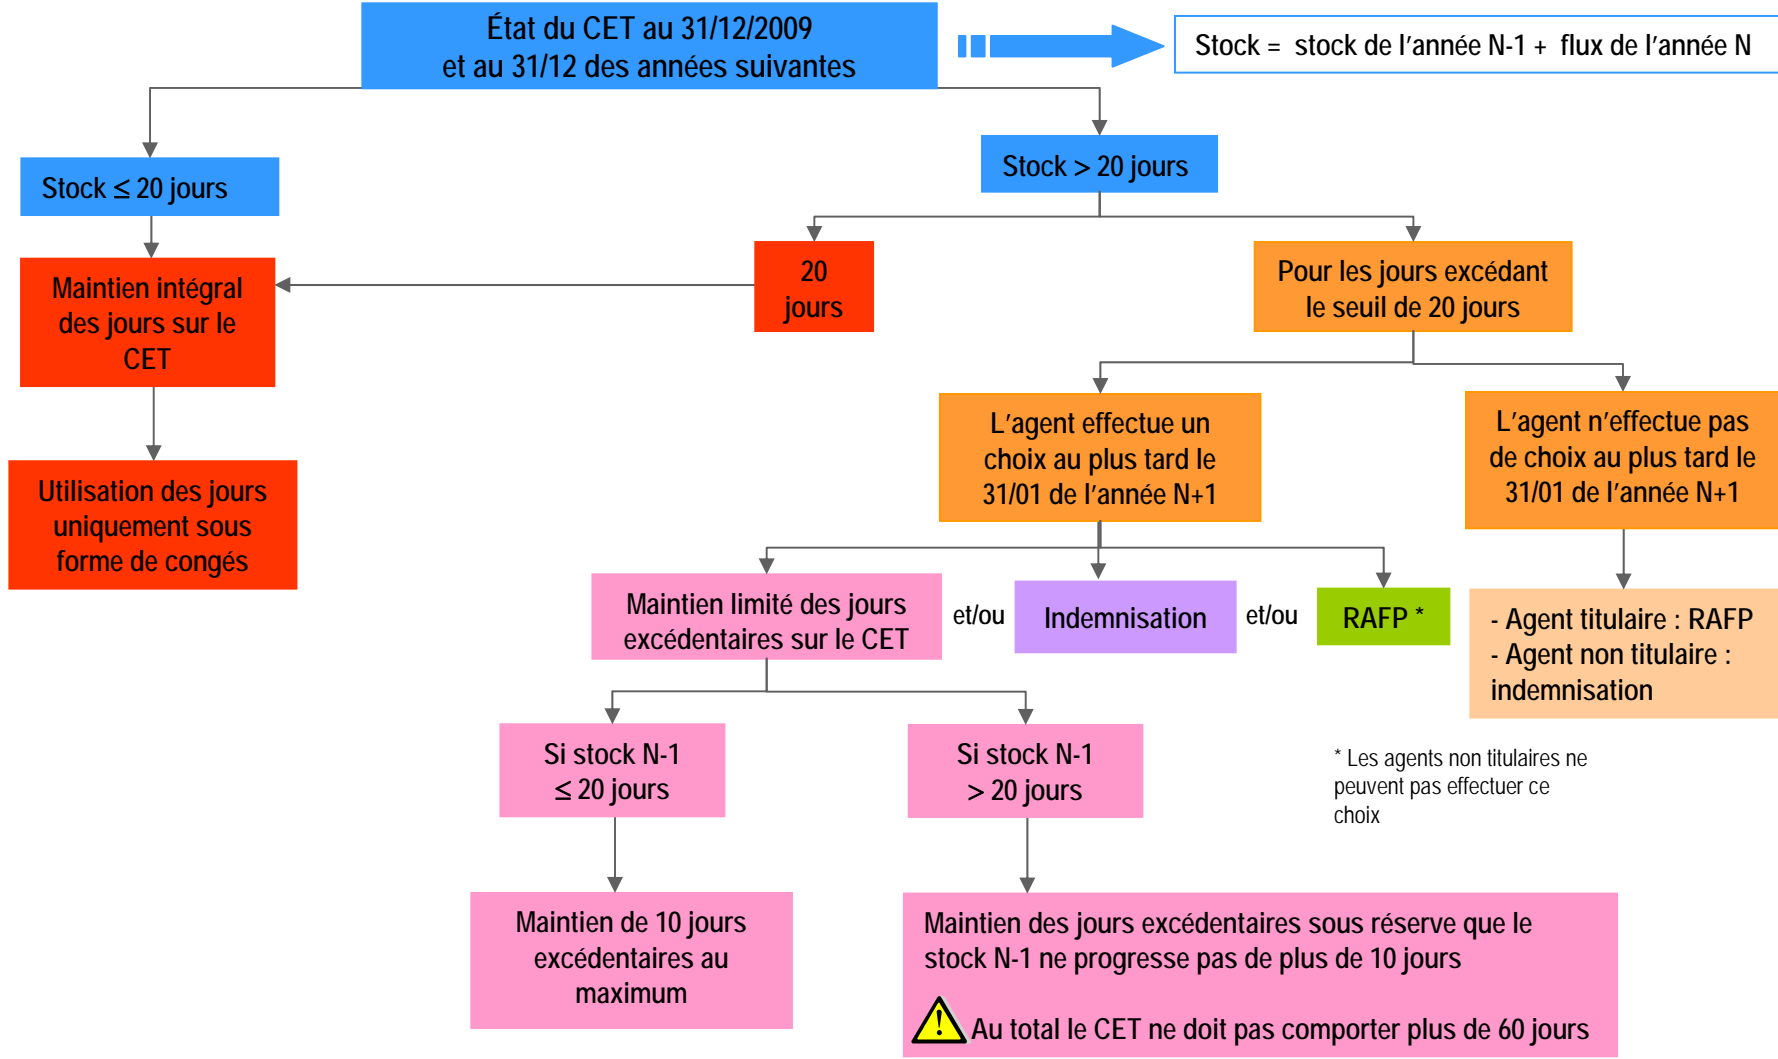 État du CET au 31/12/2009
et au 31/12 des années suivantes
Stock = stock de l'année N-1 + flux de l'année N
Stock ≤ 20 jours
Stock > 20 jours
Maintien intégral
des jours sur le
CET
20
jours
Pour les jours excédant
le seuil de 20 jours
Utilisation des jours
uniquement sous
forme de congés
L'agent effectue un
choix au plus tard le
31/01 de l'année N+1
L'agent n'effectue pas
de choix au plus tard le
31/01 de l'année N+1
Maintien limité des jours
excédentaires sur le CET
et/ou
Indemnisation
et/ou
RAFP *
- Agent titulaire : RAFP
- Agent non titulaire :
indemnisation
Si stock N-1
≤ 20 jours
Si stock N-1
> 20 jours
* Les agents non titulaires ne
peuvent pas effectuer ce
choix
Maintien de 10 jours
excédentaires au
maximum
Maintien des jours excédentaires sous réserve que le
stock N-1 ne progresse pas de plus de 10 jours
! Au total le CET ne doit pas comporter plus de 60 jours